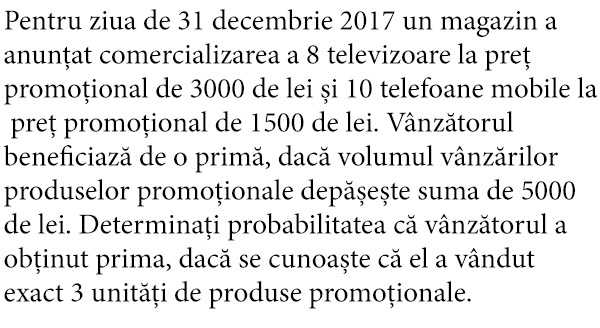 Pentru ziua de 31 decembrie 2017 un magazin a
anunțat comercializarea a 8 televizoare la preț
promoțional de 3000 de lei și 10 telefoane mobile la
preț promoțional de 1500 de lei. Vânzătorul
beneficiază de o primă, dacă volumul vânzărilor
produselor promoționale depășește suma de 5000
de lei. Determinați probabilitatea că vânzătorul a
obținut prima, dacă se cunoaște că el a vândut
exact 3 unități de produse promoționale.